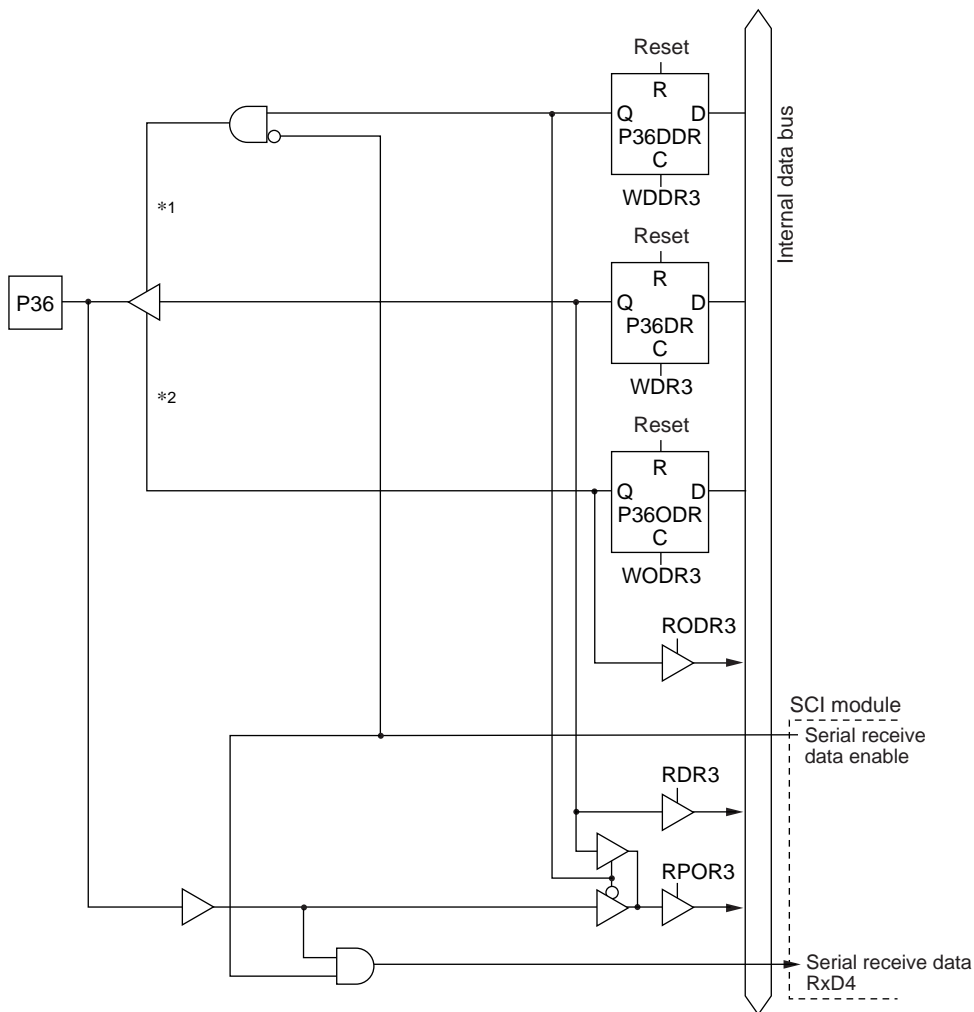 Reset
R
Q D
P36DDR
C
WDDR3
Internal data bus
*1
Reset
R
P36
Q D
P36DR
C
WDR3
*2
Reset
R
Q D
P36ODR
C
WODR3
RODR3
SCI module
Serial receive
data enable
RDR3
RPOR3
Serial receive data
RxD4